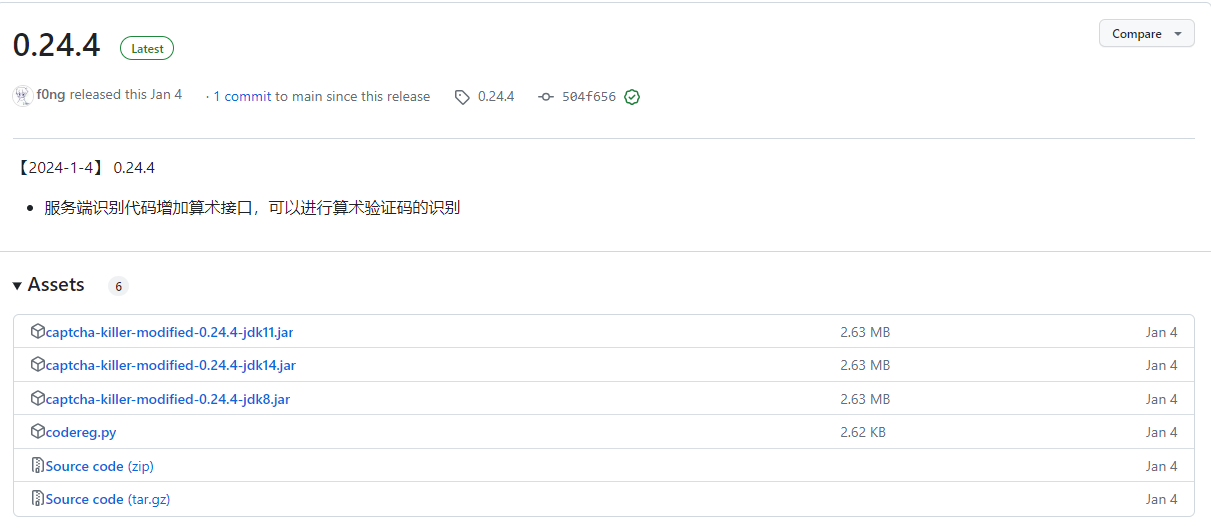 0.24.4 Latest Compare
f0ng released this Jan 4 · 1 commit to main since this release 0.24.4 504f656
【2024-1-4】 0.24.4
• 服务端识别代码增加算术接口，可以进行算术验证码的识别
Assets 6
captcha-killer-modified-0.24.4-jdk11.jar 2.63 MB Jan 4
captcha-killer-modified-0.24.4-jdk14.jar 2.63 MB Jan 4
captcha-killer-modified-0.24.4-jdk8.jar 2.63 MB Jan 4
codereg.py 2.62 KB Jan 4
Source code (zip) Jan 4
Source code (tar.gz) Jan 4